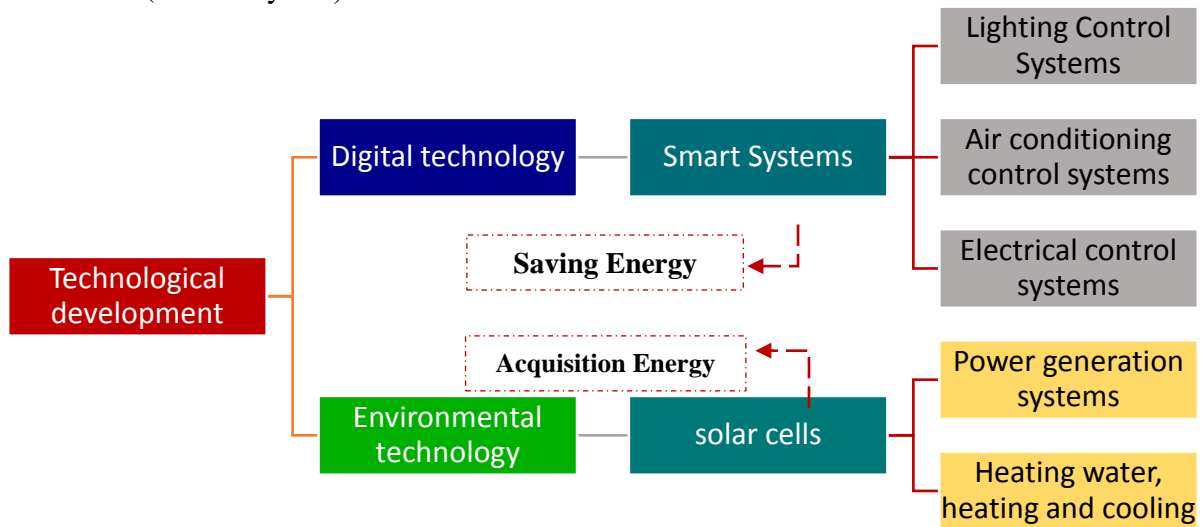 Lighting Control
Systems
Digital technology
Smart Systems
Air conditioning
control systems
Saving Energy
Electrical control
systems
Technological
development
Acquisition Energy
Power generation
systems
Environmental
technology
solar cells
Heating water,
heating and cooling